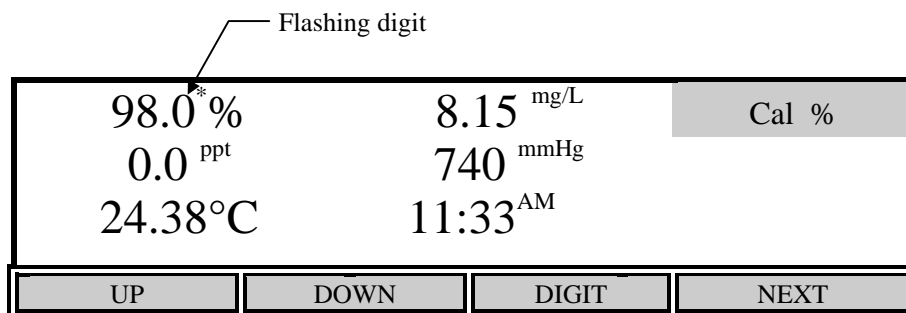 Flashing digit
98.0*% 8.15 mg/L Cal %
0.0 ppt 740 mmHg
24.38°C 11:33AM
UP DOWN DIGIT NEXT